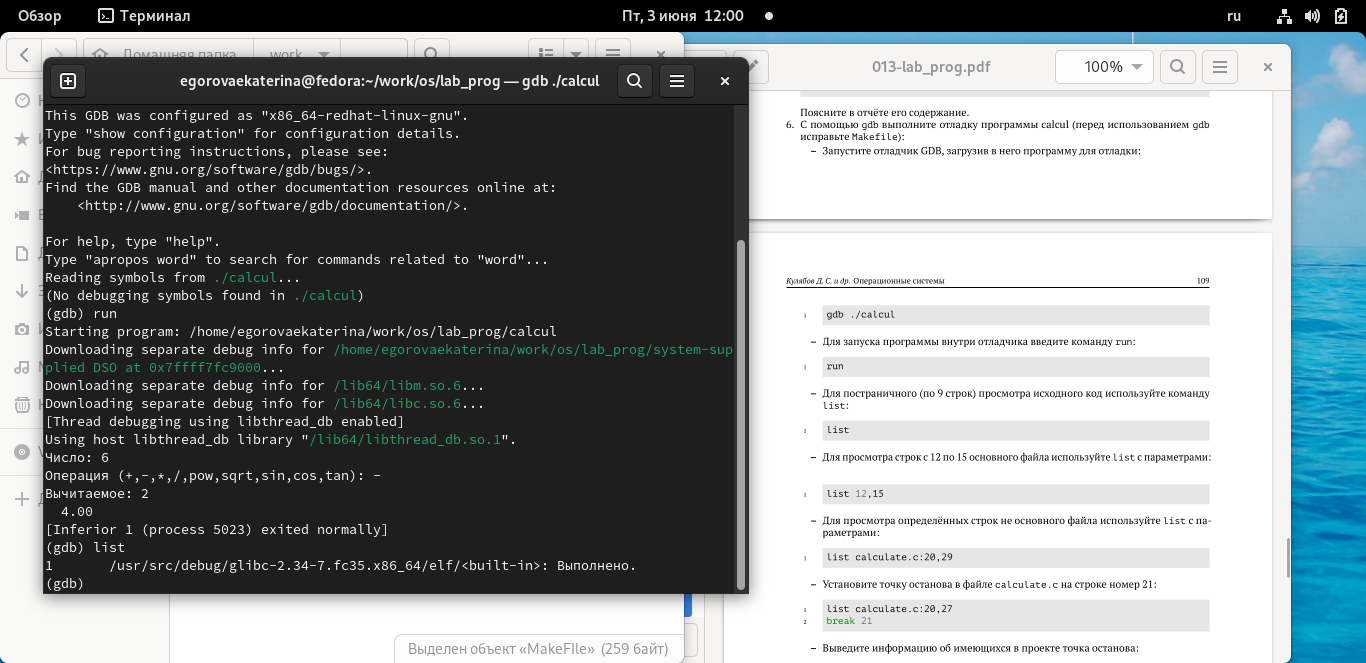 Обзор
Терминал
Пт, 3 июня 12:00
ru
Домашняя папка
work
egorovaekaterina@fedora:~/work/os/lab_prog — gdb ./calcul
This GDB was configured as "x86_64-redhat-linux-gnu".
Type "show configuration" for configuration details.
For bug reporting instructions, please see:
<https://www.gnu.org/software/gdb/bugs/>.
Find the GDB manual and other documentation resources online at:
<http://www.gnu.org/software/gdb/documentation/>.
For help, type "help".
Type "apropos word" to search for commands related to "word"...
Reading symbols from ./calcul...
(No debugging symbols found in ./calcul)
(gdb) run
Starting program: /home/egorovaekaterina/work/os/lab_prog/calcul
Downloading separate debug info for /home/egorovaekaterina/work/os/lab_prog/system-sup
plied DSO at 0x7ffff7fc9000...
Downloading separate debug info for /lib64/libm.so.6...
Downloading separate debug info for /lib64/libc.so.6...
[Thread debugging using libthread_db enabled]
Using host libthread_db library "/lib64/libthread_db.so.1".
Число: 6
Операция (+,-,*,/,pow,sqrt,sin,cos,tan): -
Вычитаемое: 2
4.00
[Inferior 1 (process 5023) exited normally]
(gdb) list
1 /usr/src/debug/glibc-2.34-7.fc35.x86_64/elf/<built-in>: Выполнено.
(gdb)
Выделен объект «MakeFIle» (259 байт)
013-lab_prog.pdf
100%
Поясните в отчёте его содержание.
6. С помощью gdb выполните отладку программы calcul (перед использованием gdb
исправьте Makefile):
– Запустите отладчик GDB, загрузив в него программу для отладки:
Кулябов Д. С. и др. Операционные системы 109
1 gdb ./calcul
– Для запуска программы внутри отладчика введите команду run:
1 run
– Для постраничного (по 9 строк) просмотра исходного код используйте команду
list:
1 list
– Для просмотра строк с 12 по 15 основного файла используйте list с параметрами:
1 list 12,15
– Для просмотра определённых строк не основного файла используйте list с па-
раметрами:
1 list calculate.c:20,29
– Установите точку останова в файле calculate.c на строке номер 21:
1 list calculate.c:20,27
2 break 21
– Выведите информацию об имеющихся в проекте точка останова: